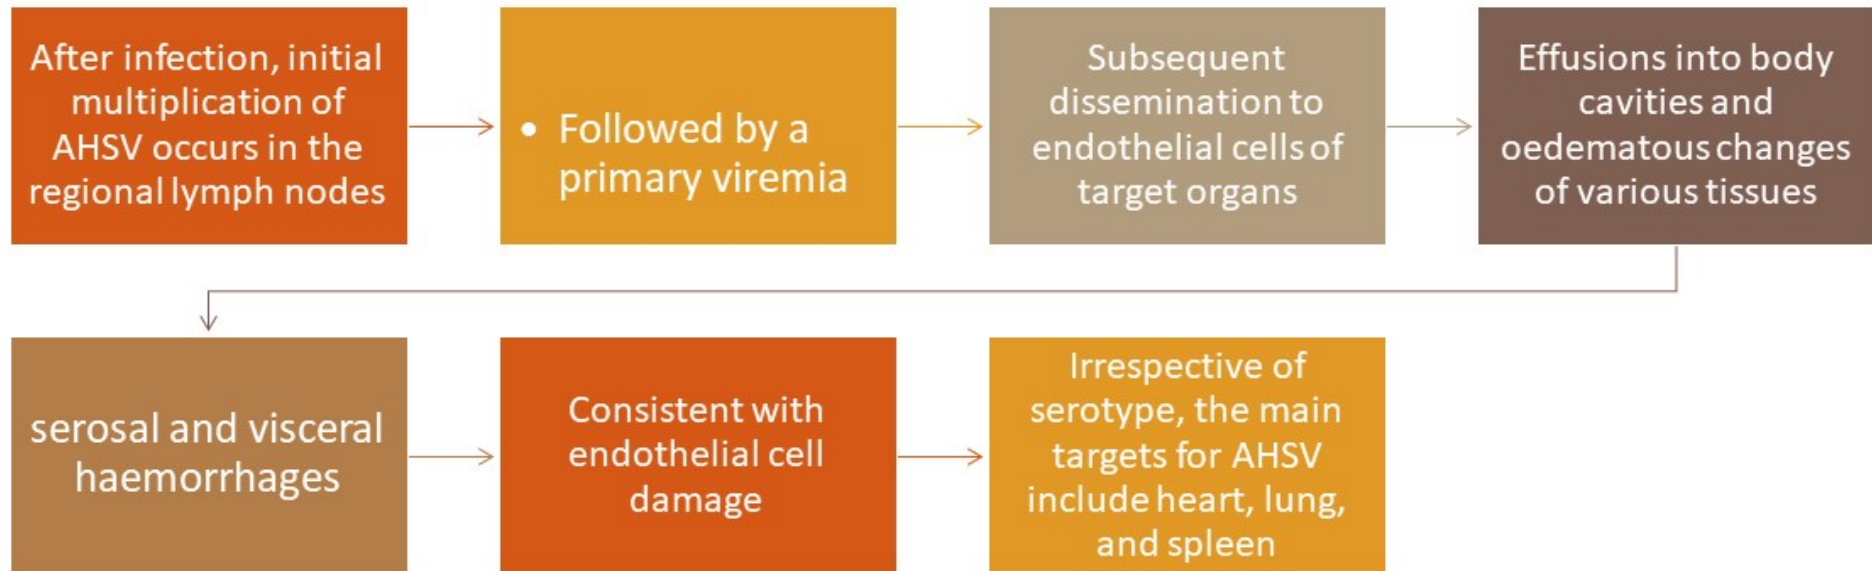 After infection, initial
multiplication of
AHSV occurs in the
regional lymph nodes
• Followed by a
primary viremia
Subsequent
dissemination to
endothelial cells of
target organs
Effusions into body
cavities and
oedematous changes
of various tissues
serosal and visceral
haemorrhages
Consistent with
endothelial cell
damage
Irrespective of
serotype, the main
targets for AHSV
include heart, lung,
and spleen